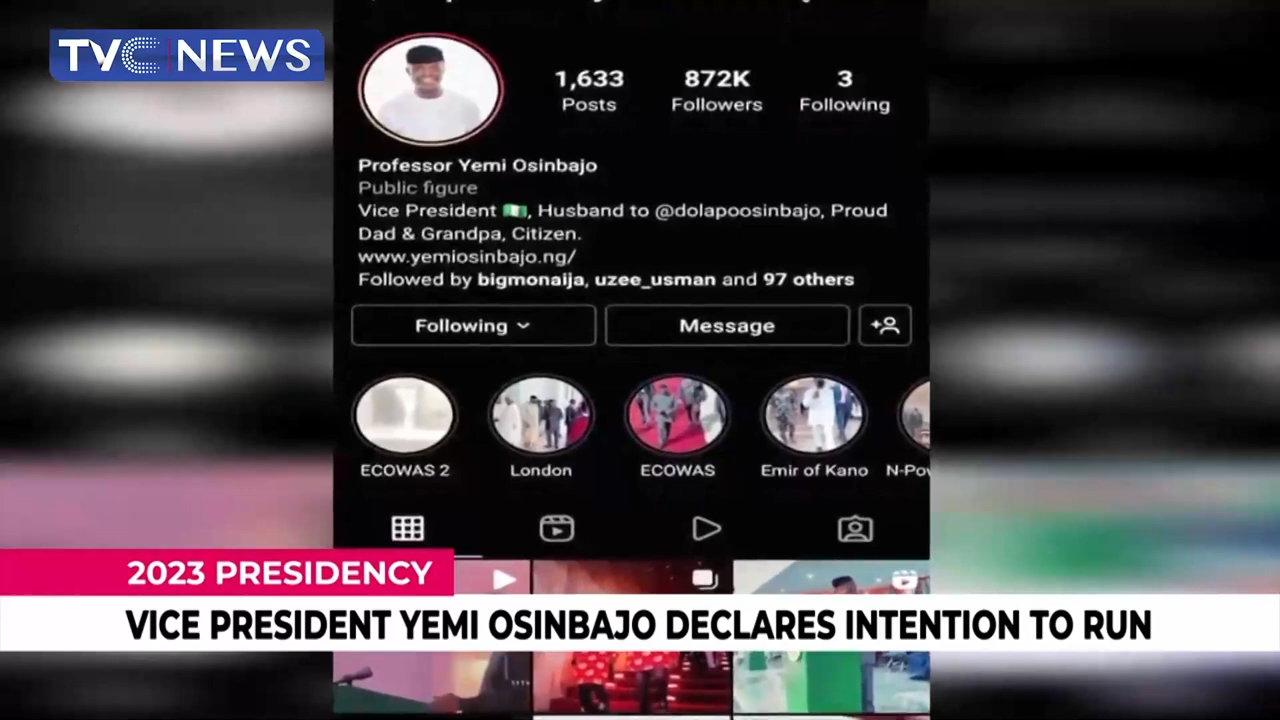 TVC NEWS
1,633
Posts
872K
Followers
3
Following
Professor Yemi Osinbajo
Public figure
Vice President 🇳🇬, Husband to @dolapoosinbajo, Proud
Dad & Grandpa, Citizen.
www.yemiosinbajo.ng/
Followed by bigmonaija, uzee_usman and 97 others
Following
Message
ECOWAS 2
London
ECOWAS
Emir of Kano
N-Pow
2023 PRESIDENCY
VICE PRESIDENT YEMI OSINBAJO DECLARES INTENTION TO RUN